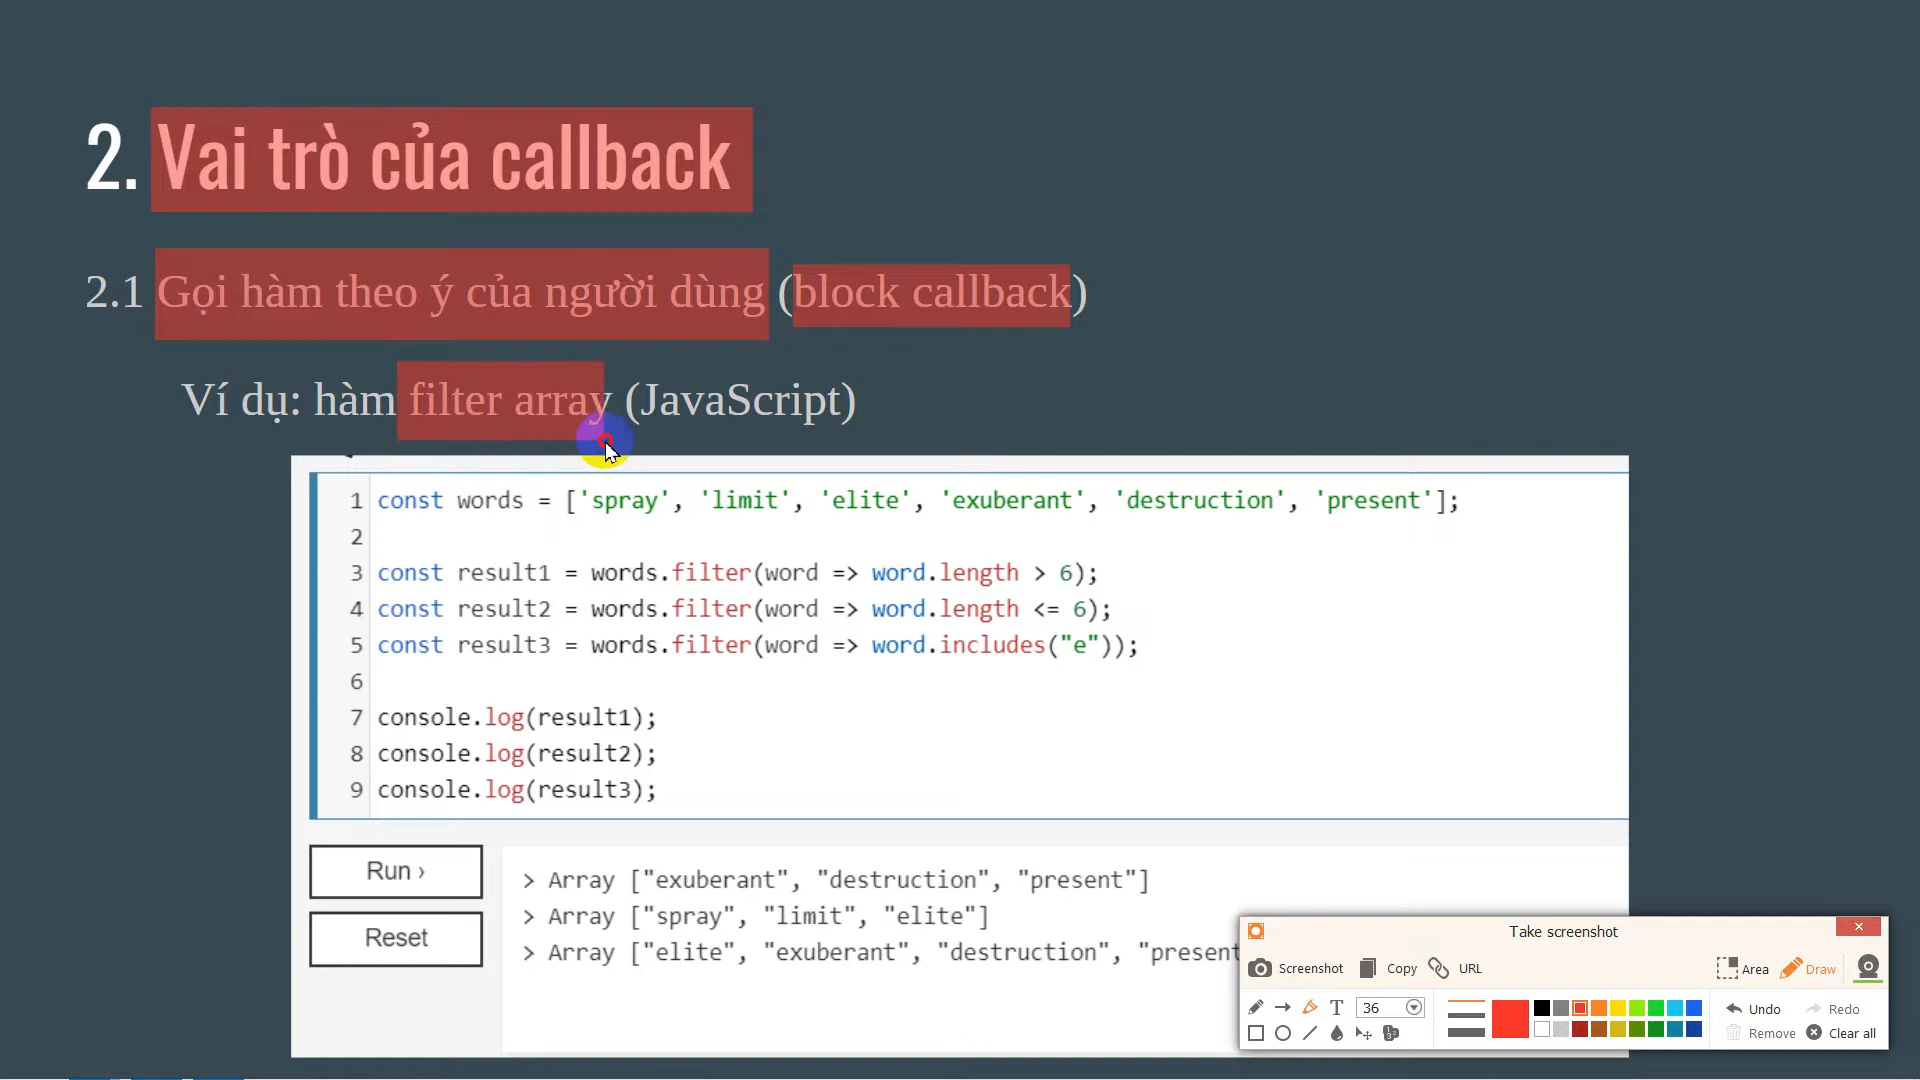 2. Vai trò của callback
2.1 Gọi hàm theo ý của người dùng (block callback)
Ví dụ: hàm filter array (JavaScript)
1 const words = ['spray', 'limit', 'elite', 'exuberant', 'destruction', 'present'];
2
3 const result1 = words.filter(word => word.length > 6);
4 const result2 = words.filter(word => word.length <= 6);
5 const result3 = words.filter(word => word.includes("e"));
6
7 console.log(result1);
8 console.log(result2);
9 console.log(result3);
Run ›
> Array ["exuberant", "destruction", "present"]
> Array ["spray", "limit", "elite"]
Reset
> Array ["elite", "exuberant", "destruction", "present
Take screenshot
Screenshot Copy URL Area Draw
T 36 Undo Redo
Remove Clear all